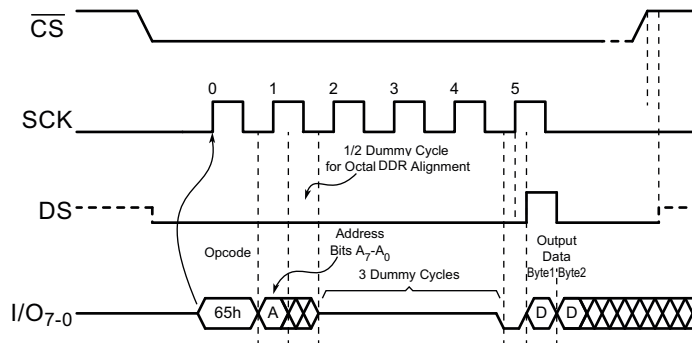 CS
0 1 2 3 4 5
SCK
1/2 Dummy Cycle
for Octal DDR Alignment
DS
Opcode
Address
Bits A7-A0
Output
Data
Byte1 Byte2
3 Dummy Cycles
I/O7-0
65h A D D